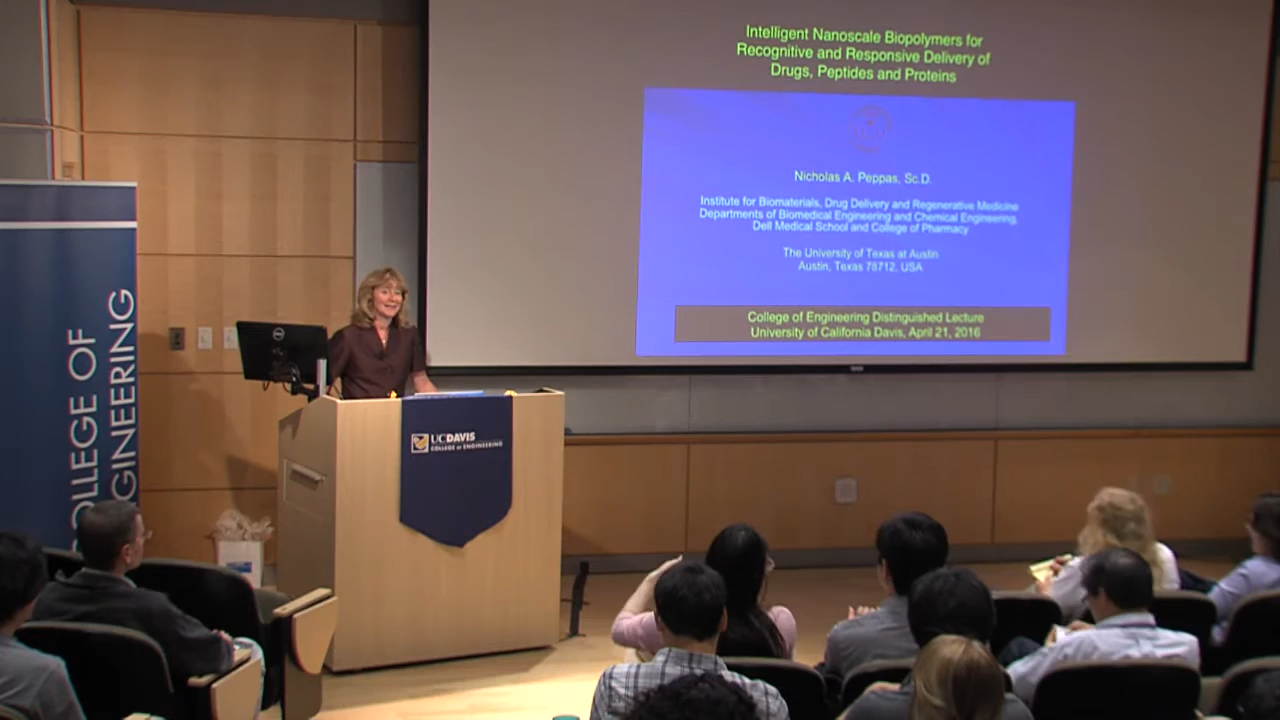 Intelligent Nanoscale Biopolymers for
Recognitive and Responsive Delivery of
Drugs, Peptides and Proteins
Nicholas A. Peppas, Sc.D.
Institute for Biomaterials, Drug Delivery and Regenerative Medicine
Departments of Biomedical Engineering and Chemical Engineering,
Dell Medical School and College of Pharmacy
The University of Texas at Austin
Austin, Texas 78712, USA
College of Engineering Distinguished Lecture
University of California Davis, April 21, 2016
OLLEGE OF
GINEERING
DELL
UCDAVIS
COLLEGE OF ENGINEERING